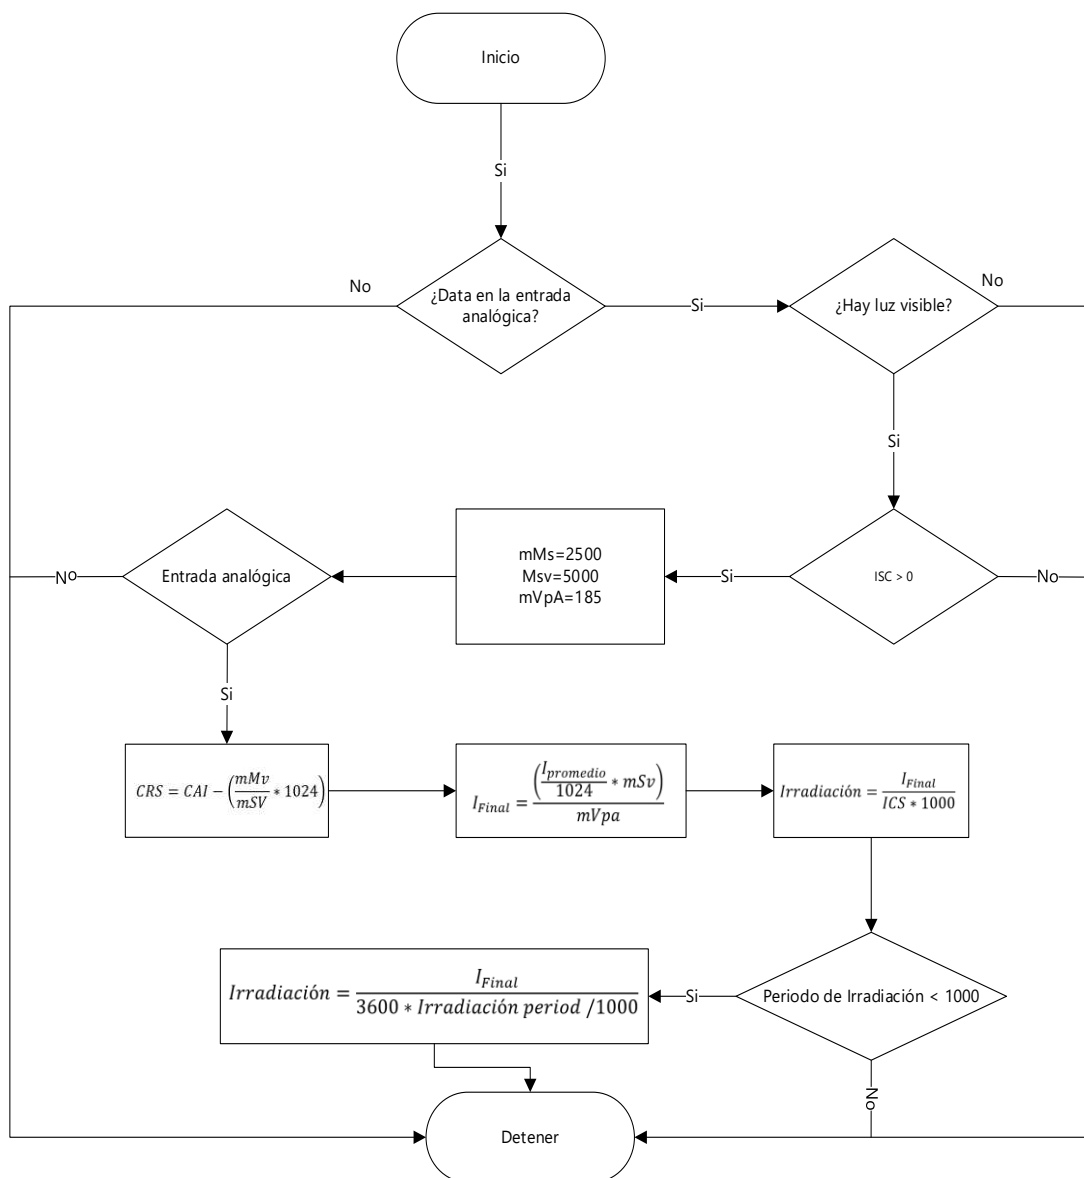 Inicio
Si
No
¿Data en la entrada
analógica?
Si
¿Hay luz visible?
No
Si
No
Entrada analógica
mMs=2500
Msv=5000
mVpA=185
Si
ISC > 0
No
Si
CRS = CAI − (mMv/mSV * 1024)
I_Final = (I_promedio/1024 * mSv)/mVpa
Irradiación = I_Final/ICS * 1000
Irradiación = I_Final/3600 * Irradiación period /1000
Si
Periodo de Irradiación < 1000
No
Detener